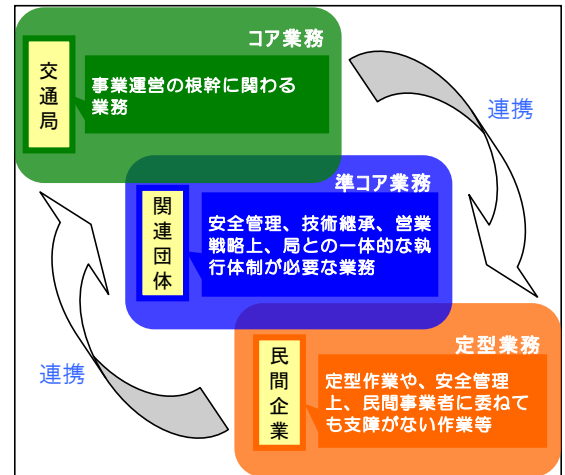 コア業務
交通局
事業運営の根幹に関わる
業務
連携
準コア業務
関連団体
安全管理、技術継承、営業
戦略上、局との一体的な執
行体制が必要な業務
連携
定型業務
民間企業
定型作業や、安全管理
上、民間事業者に委ねて
も支障がない作業等